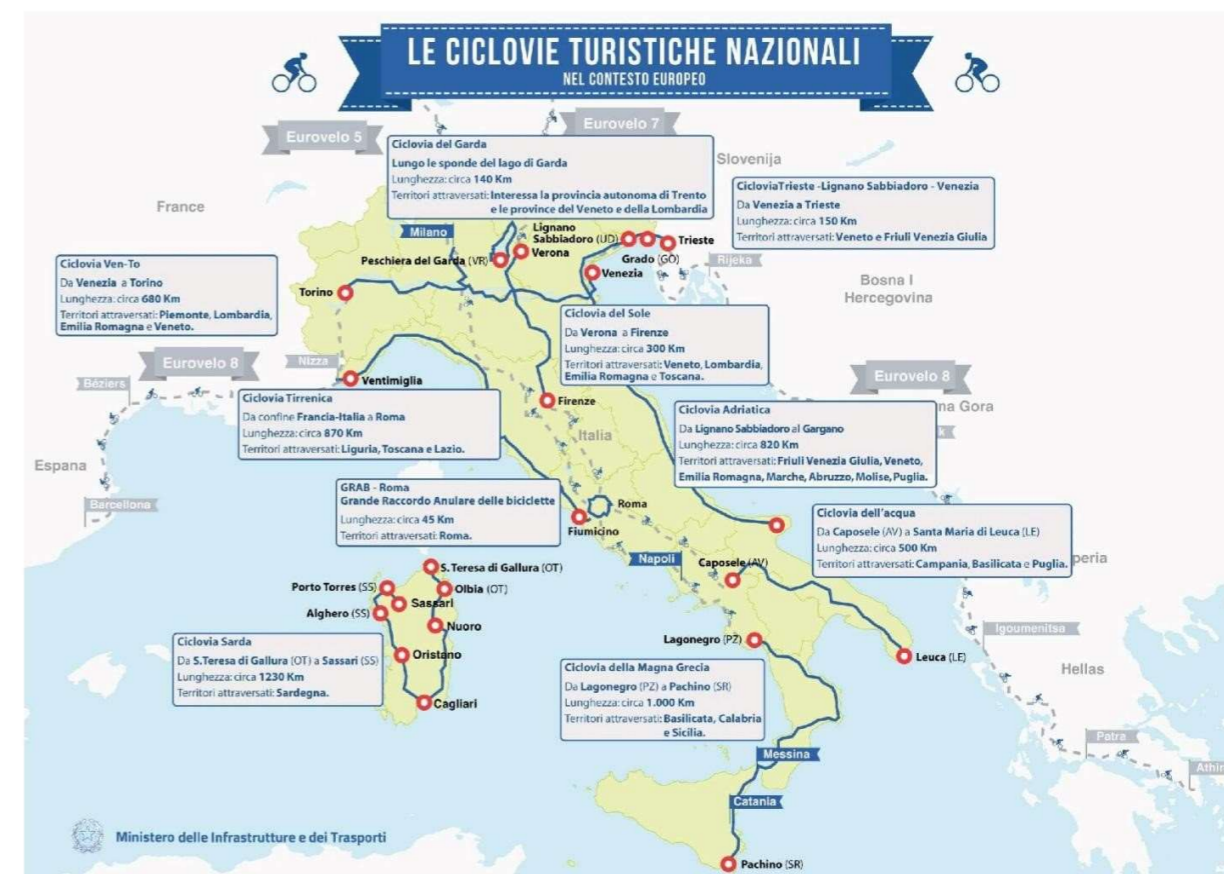 LE CICLOVIE TURISTICHE NAZIONALI
NEL CONTESTO EUROPEO
Eurovelo 5
Eurovelo 7
Ciclovia del Garda
Lungo le sponde del lago di Garda
Lunghezza: circa 140 Km
Territori attraversati: Interessa la provincia autonoma di Trento
e le province del Veneto e della Lombardia
Slovenija
CicloviaTrieste -Lignano Sabbiadoro - Venezia
Da Venezia a Trieste
Lunghezza: circa 150 Km
Territori attraversati: Veneto e Friuli Venezia Giulia
France
Milano
Lignano
Sabbiadoro (UD)
Trieste
Grado (GO)
Peschiera del Garda (VR)
Verona
Venezia
Rijeka
Bosna I
Hercegovina
Ciclovia Ven-To
Da Venezia a Torino
Lunghezza: circa 680 Km
Territori attraversati: Piemonte, Lombardia,
Emilia Romagna e Veneto.
Torino
Ciclovia del Sole
Da Verona a Firenze
Lunghezza: circa 300 Km
Territori attraversati: Veneto, Lombardia,
Emilia Romagna e Toscana.
Eurovelo 8
Nizza
Béziers
Ventimiglia
Eurovelo 8
Ciclovia Tirrenica
Da confine Francia-Italia a Roma
Lunghezza: circa 870 Km
Territori attraversati: Liguria, Toscana e Lazio.
Firenze
Italia
Ciclovia Adriatica
Da Lignano Sabbiadoro al Gargano
Lunghezza: circa 820 Km
Territori attraversati: Friuli Venezia Giulia, Veneto,
Emilia Romagna, Marche, Abruzzo, Molise, Puglia.
na Gora
k
Espana
Barcellona
GRAB - Roma
Grande Raccordo Anulare delle biciclette
Lunghezza: circa 45 Km
Territori attraversati: Roma.
Roma
Fiumicino
Ciclovia dell'acqua
Da Caposele (AV) a Santa Maria di Leuca (LE)
Lunghezza: circa 500 Km
Territori attraversati: Campania, Basilicata e Puglia.
peria
Napoli
Caposele (AV)
S. Teresa di Gallura (OT)
Porto Torres (SS)
Olbia (OT)
Sassari
Alghero (SS)
Nuoro
Lagonegro (PZ)
Igoumenitsa
Ciclovia Sarda
Da S.Teresa di Gallura (OT) a Sassari (SS)
Lunghezza: circa 1230 Km
Territori attraversati: Sardegna.
Oristano
Cagliari
Leuca (LE)
Hellas
Ciclovia della Magna Grecia
Da Lagonegro (PZ) a Pachino (SR)
Lunghezza: circa 1.000 Km
Territori attraversati: Basilicata, Calabria
e Sicilia.
Patra
Messina
Athin
Catania
Ministero delle Infrastrutture e dei Trasporti
Pachino (SR)